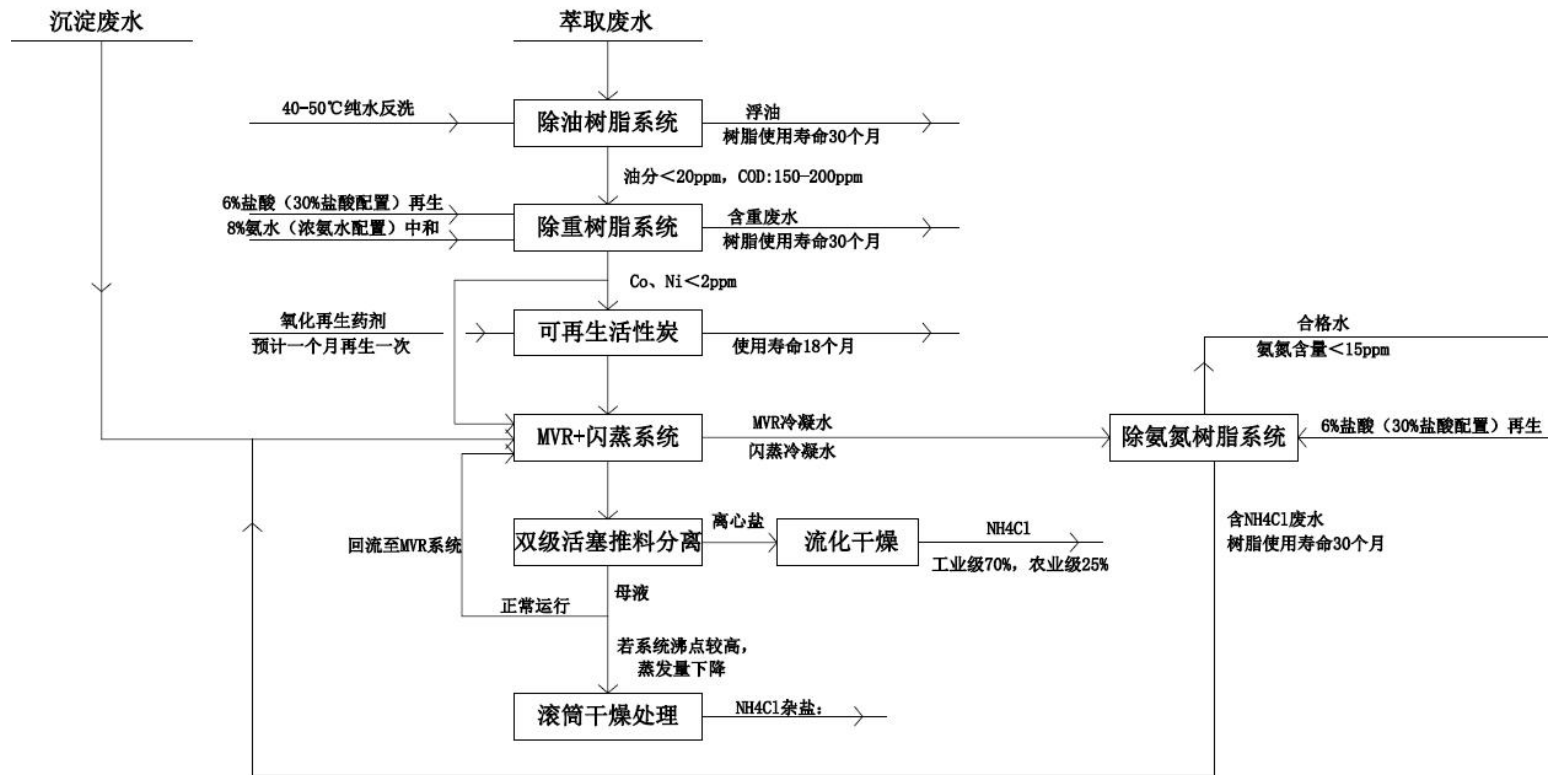 沉淀废水
萃取废水
40-50℃纯水反洗
除油树脂系统
浮油
树脂使用寿命30个月
油分＜20ppm，COD:150-200ppm
6%盐酸（30%盐酸配置）再生
8%氨水（浓氨水配置）中和
除重树脂系统
含重废水
树脂使用寿命30个月
Co、Ni＜2ppm
氧化再生药剂
预计一个月再生一次
可再生活性炭
使用寿命18个月
合格水
氨氮含量＜15ppm
MVR+闪蒸系统
MVR冷凝水
闪蒸冷凝水
除氨氮树脂系统
6%盐酸（30%盐酸配置）再生
回流至MVR系统
双级活塞推料分离
离心盐
流化干燥
NH4Cl
工业级70%，农业级25%
含NH4Cl废水
树脂使用寿命30个月
正常运行
母液
若系统沸点较高，
蒸发量下降
滚筒干燥处理
NH4Cl杂盐：